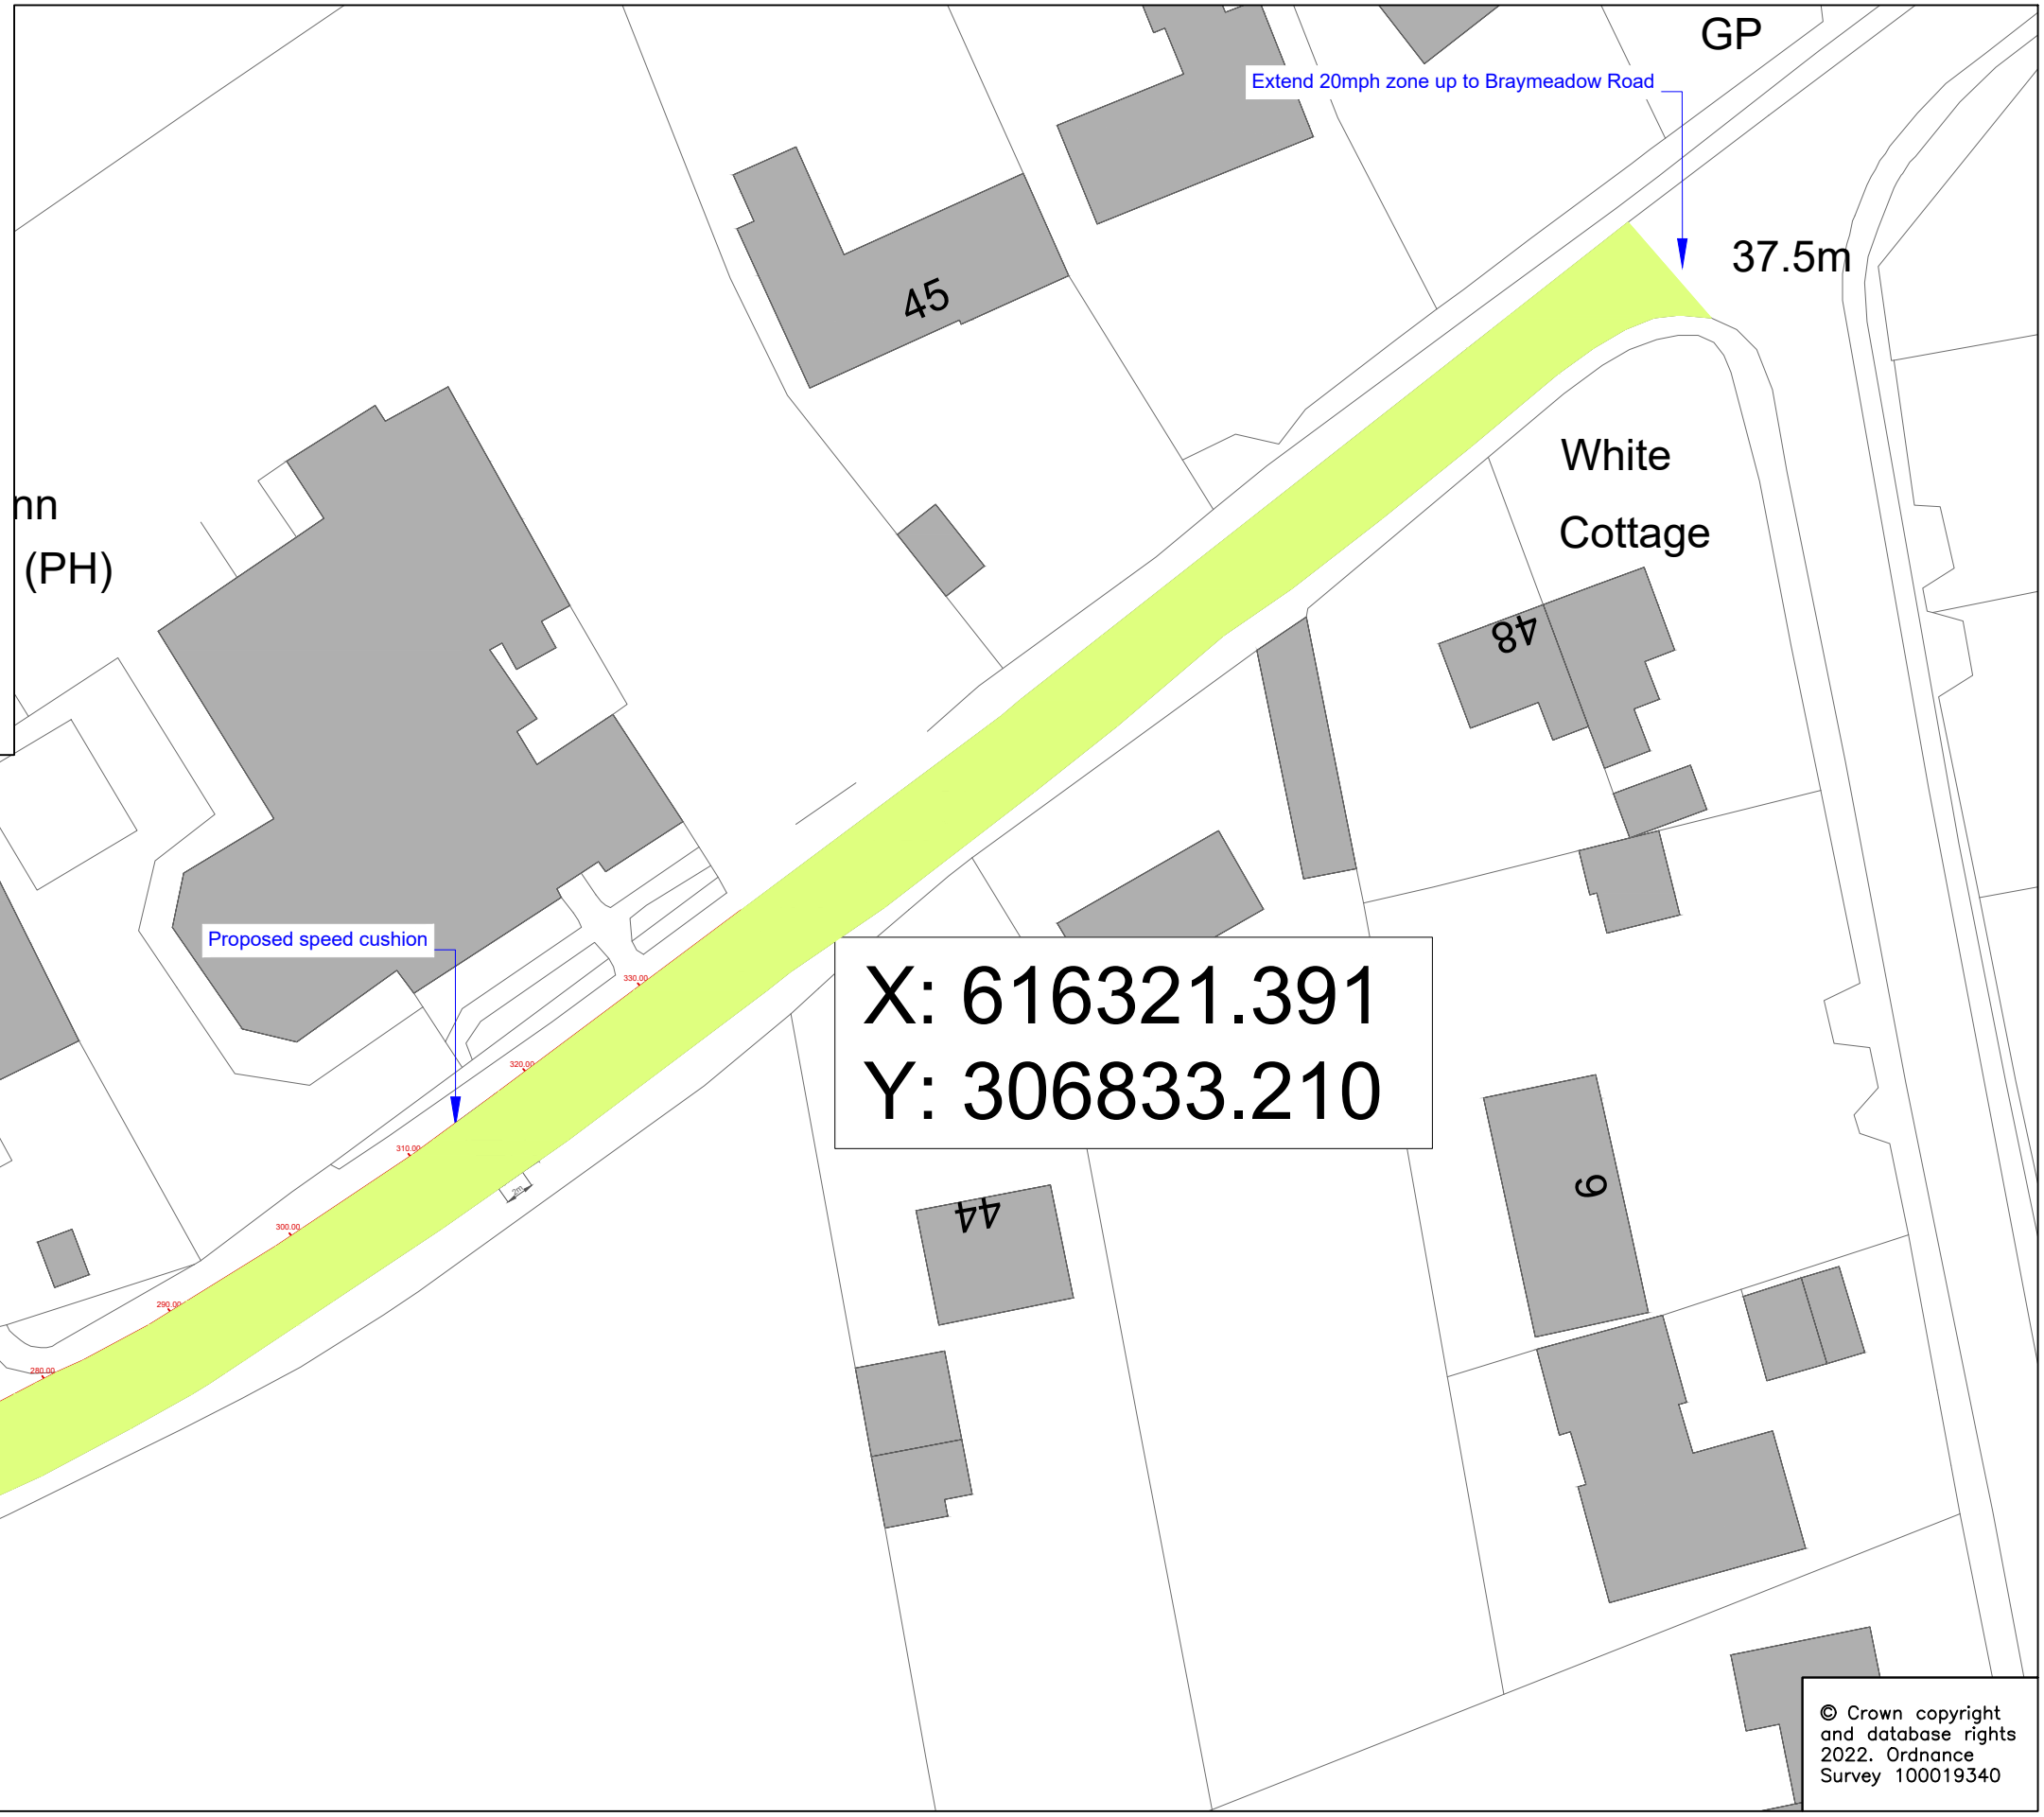 GP
Extend 20mph zone up to Braymeadow Road
37.5m
45
White
Cottage
nn
(PH)
48
Proposed speed cushion
330.00
X: 616321.391
Y: 306833.210
320.00
310.00
2m
9
44
300.00
290.00
280.00
© Crown copyright
and database rights
2022. Ordnance
Survey 100019340